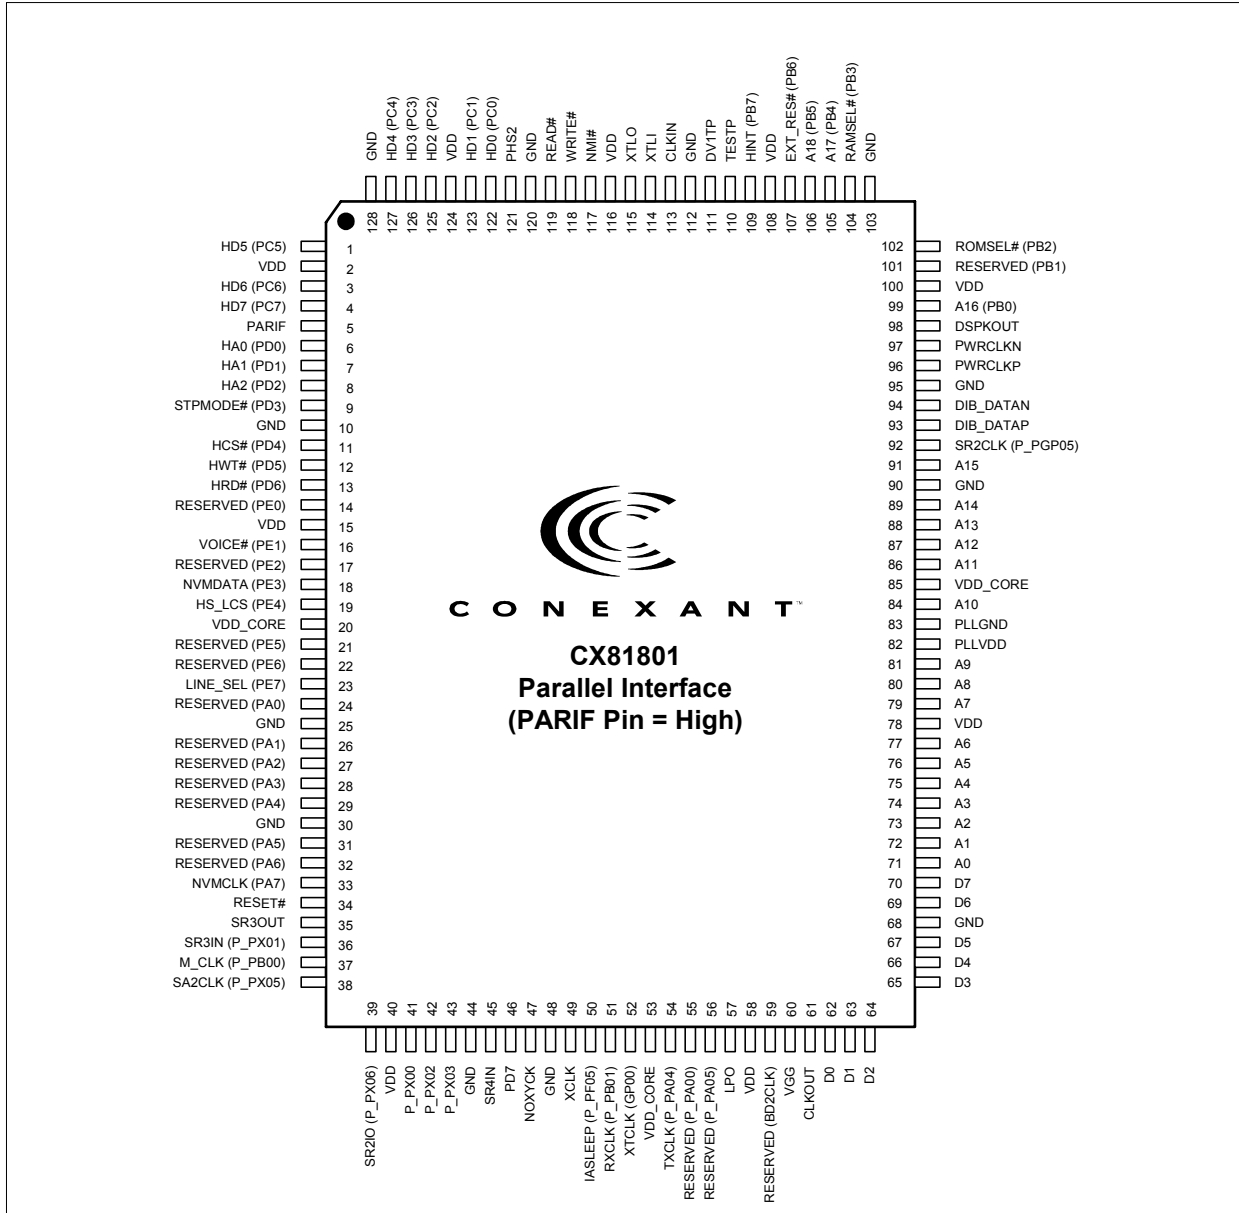 GND
HD4 (PC4)
HD3 (PC3)
HD2 (PC2)
VDD
HD1 (PC1)
HD0 (PC0)
PHS2
GND
READ#
WRITE#
NMI#
VDD
XTLO
XTLI
CLKIN
GND
DV1TP
TESTP
HINT (PB7)
VDD
EXT_RES# (PB6)
A18 (PB5)
A17 (PB4)
RAMSEL# (PB3)
GND
128
127
126
125
124
123
122
121
120
119
118
117
116
115
114
113
112
111
110
109
108
107
106
105
104
103
HD5 (PC5) 1
VDD 2
HD6 (PC6) 3
HD7 (PC7) 4
PARIF 5
HA0 (PD0) 6
HA1 (PD1) 7
HA2 (PD2) 8
STPMODE# (PD3) 9
GND 10
HCS# (PD4) 11
HWT# (PD5) 12
HRD# (PD6) 13
RESERVED (PE0) 14
VDD 15
VOICE# (PE1) 16
RESERVED (PE2) 17
NVMDATA (PE3) 18
HS_LCS (PE4) 19
VDD_CORE 20
RESERVED (PE5) 21
RESERVED (PE6) 22
LINE_SEL (PE7) 23
RESERVED (PA0) 24
GND 25
RESERVED (PA1) 26
RESERVED (PA2) 27
RESERVED (PA3) 28
RESERVED (PA4) 29
GND 30
RESERVED (PA5) 31
RESERVED (PA6) 32
NVMCLK (PA7) 33
RESET# 34
SR3OUT 35
SR3IN (P_PX01) 36
M_CLK (P_PB00) 37
SA2CLK (P_PX05) 38
CONEXANT™
CX81801
Parallel Interface
(PARIF Pin = High)
102 ROMSEL# (PB2)
101 RESERVED (PB1)
100 VDD
99 A16 (PB0)
98 DSPKOUT
97 PWRCLKN
96 PWRCLKP
95 GND
94 DIB_DATAN
93 DIB_DATAP
92 SR2CLK (P_PGP05)
91 A15
90 GND
89 A14
88 A13
87 A12
86 A11
85 VDD_CORE
84 A10
83 PLLGND
82 PLLVDD
81 A9
80 A8
79 A7
78 VDD
77 A6
76 A5
75 A4
74 A3
73 A2
72 A1
71 A0
70 D7
69 D6
68 GND
67 D5
66 D4
65 D3
39
40
41
42
43
44
45
46
47
48
49
50
51
52
53
54
55
56
57
58
59
60
61
62
63
64
SR2IO (P_PX06)
VDD
P_PX00
P_PX02
P_PX03
GND
SR4IN
PD7
NOXYCK
GND
XCLK
IASLEEP (P_PF05)
RXCLK (P_PB01)
XTCLK (GP00)
VDD_CORE
TXCLK (P_PA04)
RESERVED (P_PA00)
RESERVED (P_PA05)
LPO
VDD
RESERVED (BD2CLK)
VGG
CLKOUT
D0
D1
D2